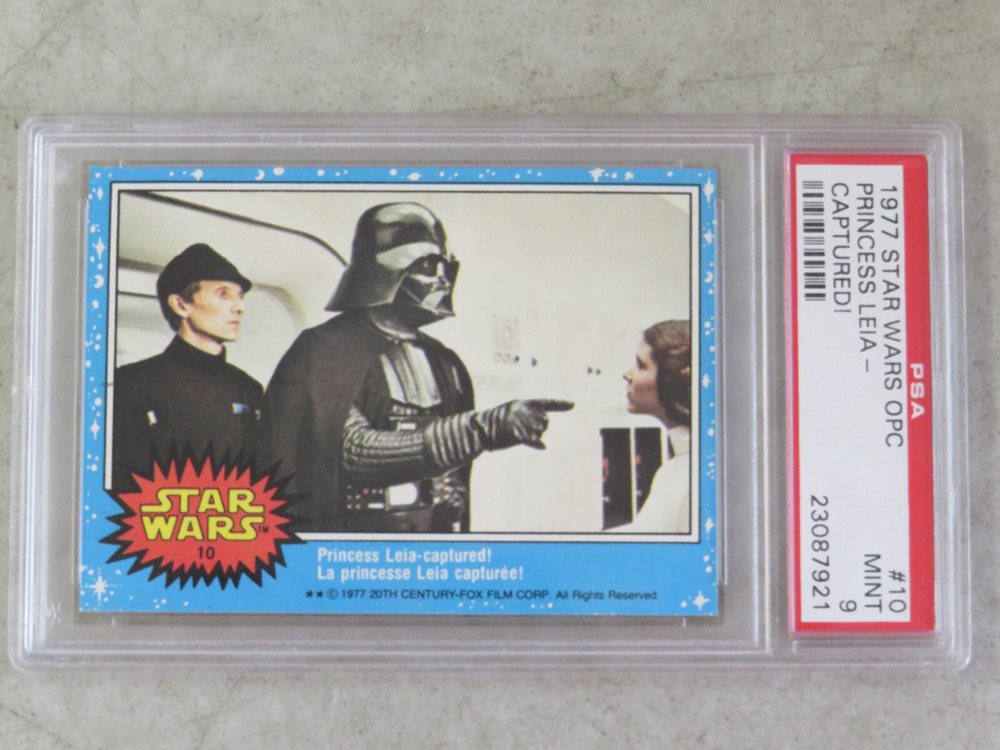 STAR
WARS™
10
Princess Leia-captured!
La princesse Leia capturée!
★★ © 1977 20TH CENTURY-FOX FILM CORP. All Rights Reserved.
PSA
1977 STAR WARS OPC #10
PRINCESS LEIA - MINT
CAPTURED! 9
23087921